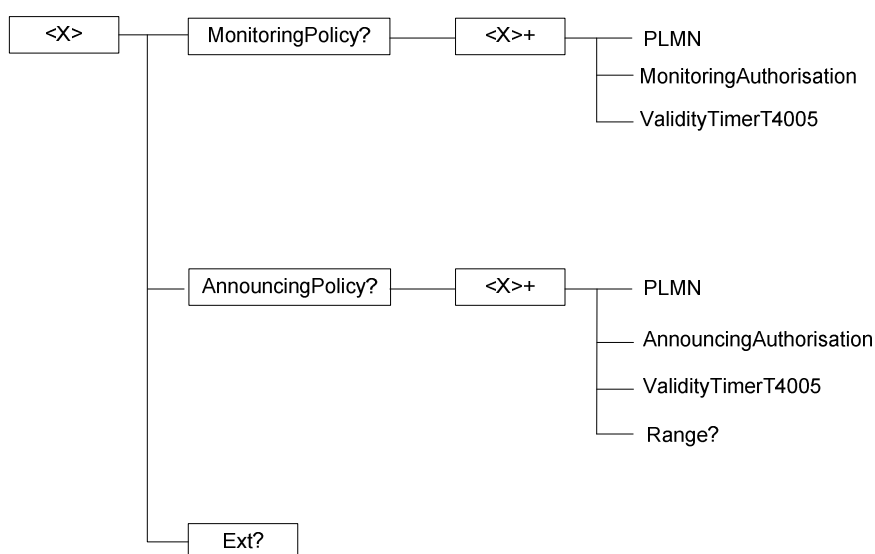 <X>
MonitoringPolicy?
<X>+
PLMN
MonitoringAuthorisation
ValidityTimerT4005
AnnouncingPolicy?
<X>+
PLMN
AnnouncingAuthorisation
ValidityTimerT4005
Range?
Ext?